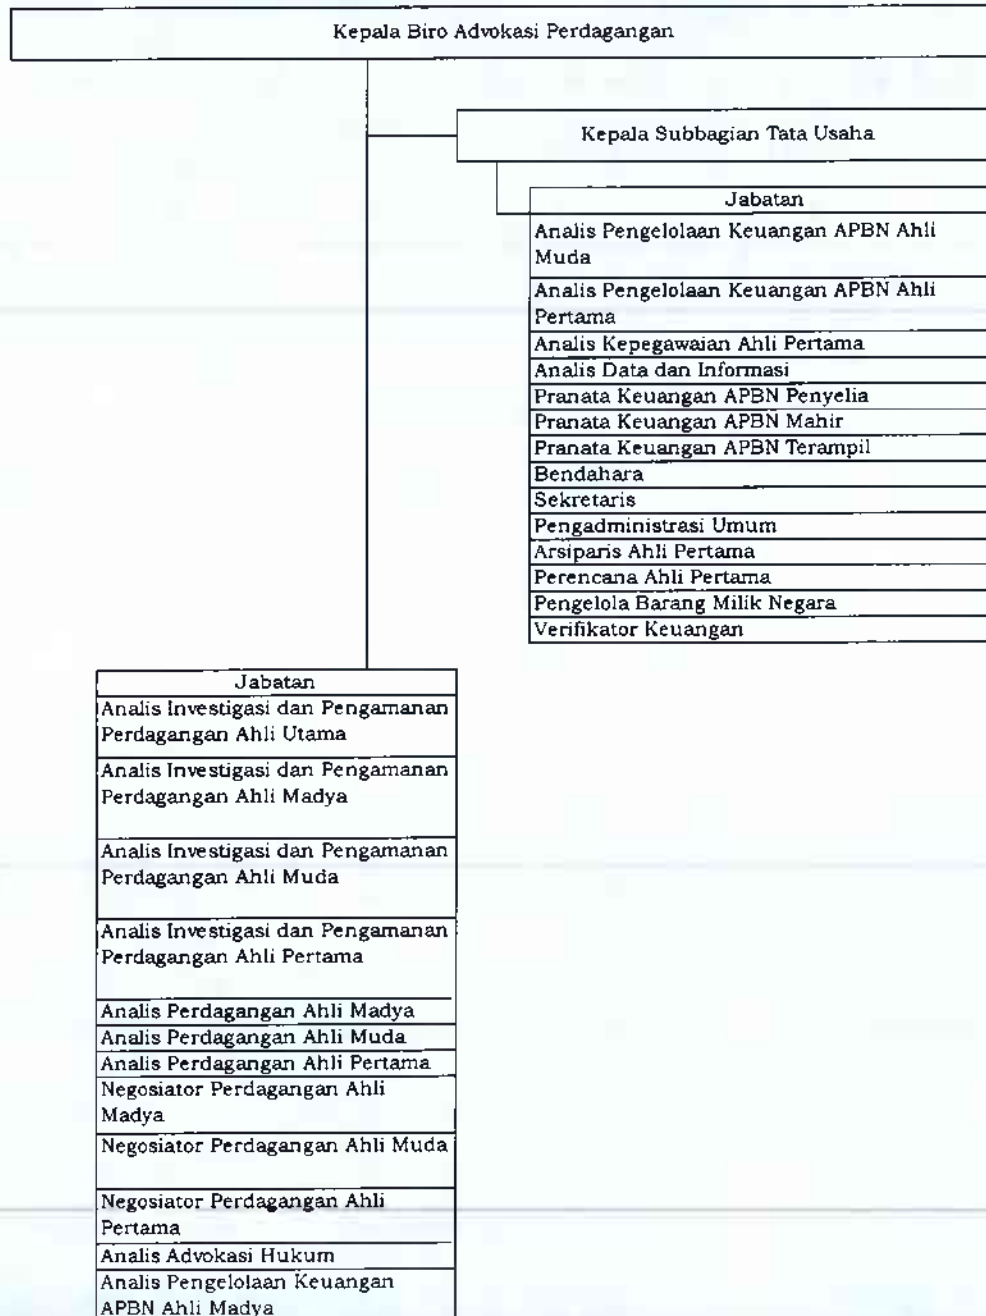 Kepala Biro Advokasi Perdagangan
Kepala Subbagian Tata Usaha
Jabatan
Analis Pengelolaan Keuangan APBN Ahli
Muda
Analis Pengelolaan Keuangan APBN Ahli
Pertama
Analis Kepegawaian Ahli Pertama
Analis Data dan Informasi
Pranata Keuangan APBN Penyelia
Pranata Keuangan APBN Mahir
Pranata Keuangan APBN Terampil
Bendahara
Sekretaris
Pengadministrasi Umum
Arsiparis Ahli Pertama
Perencana Ahli Pertama
Pengelola Barang Milik Negara
Verifikator Keuangan
Jabatan
Analis Investigasi dan Pengamanan
Perdagangan Ahli Utama
Analis Investigasi dan Pengamanan
Perdagangan Ahli Madya
Analis Investigasi dan Pengamanan
Perdagangan Ahli Muda
Analis Investigasi dan Pengamanan
Perdagangan Ahli Pertama
Analis Perdagangan Ahli Madya
Analis Perdagangan Ahli Muda
Analis Perdagangan Ahli Pertama
Negosiator Perdagangan Ahli
Madya
Negosiator Perdagangan Ahli Muda
Negosiator Perdagangan Ahli
Pertama
Analis Advokasi Hukum
Analis Pengelolaan Keuangan
APBN Ahli Madya